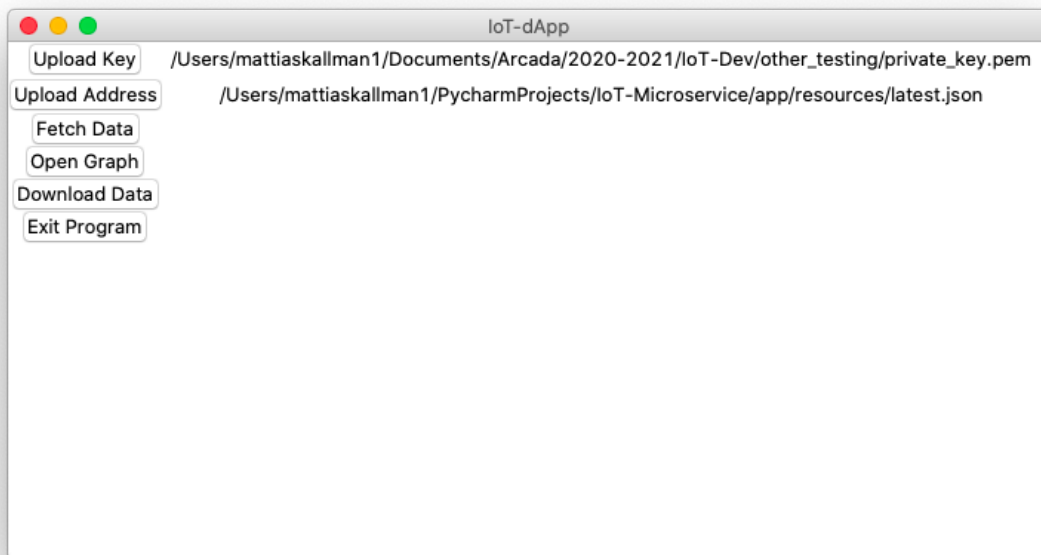 IoT-dApp
Upload Key /Users/mattiaskallman1/Documents/Arcada/2020-2021/IoT-Dev/other_testing/private_key.pem
Upload Address /Users/mattiaskallman1/PycharmProjects/IoT-Microservice/app/resources/latest.json
Fetch Data
Open Graph
Download Data
Exit Program